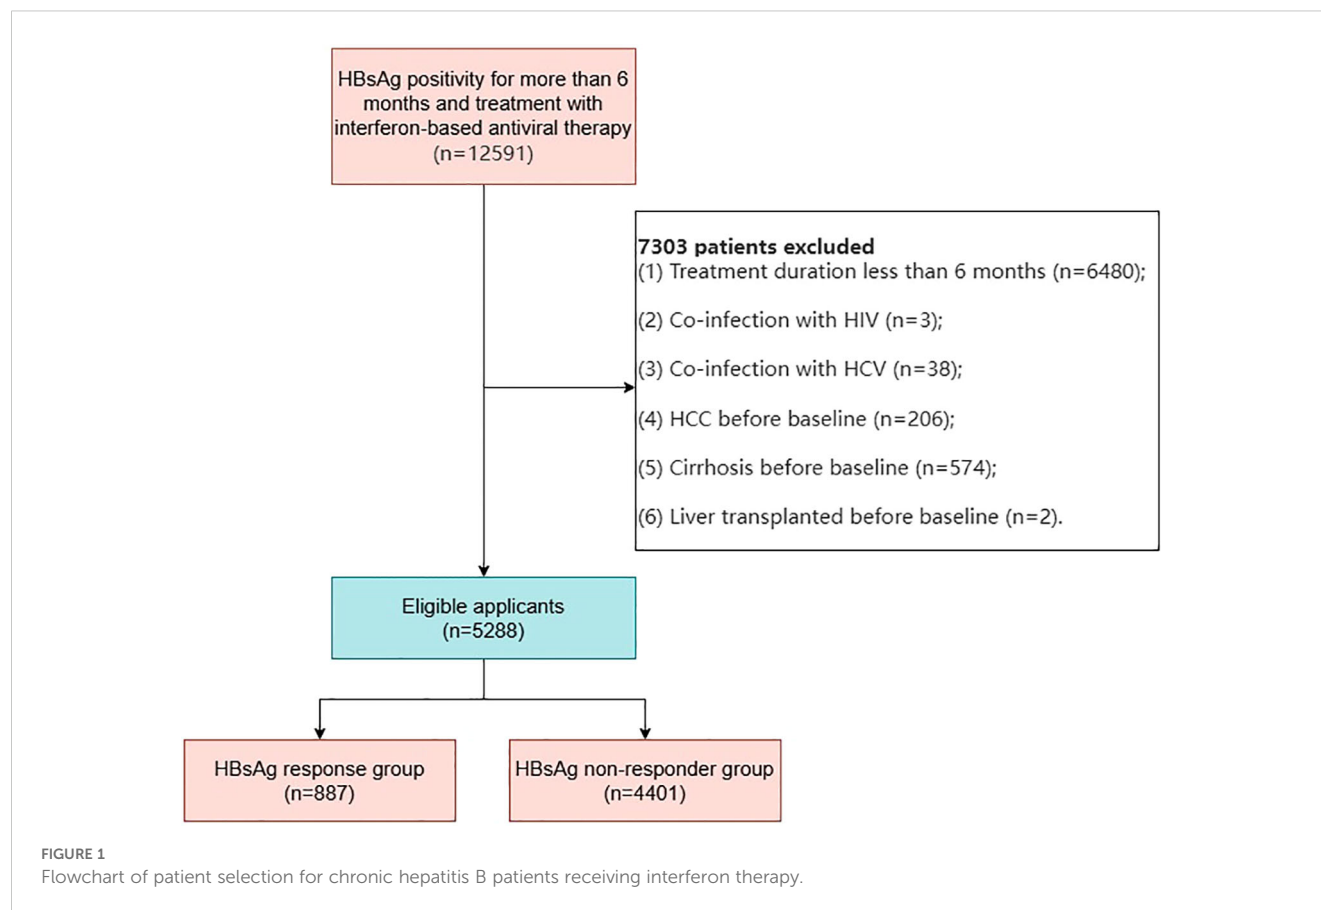 HBsAg positivity for more than 6
months and treatment with
interferon-based antiviral therapy
(n=12591)
7303 patients excluded
(1) Treatment duration less than 6 months (n=6480);
(2) Co-infection with HIV (n=3);
(3) Co-infection with HCV (n=38);
(4) HCC before baseline (n=206);
(5) Cirrhosis before baseline (n=574);
(6) Liver transplanted before baseline (n=2).
Eligible applicants
(n=5288)
HBsAg response group
(n=887)
HBsAg non-responder group
(n=4401)
FIGURE 1
Flowchart of patient selection for chronic hepatitis B patients receiving interferon therapy.